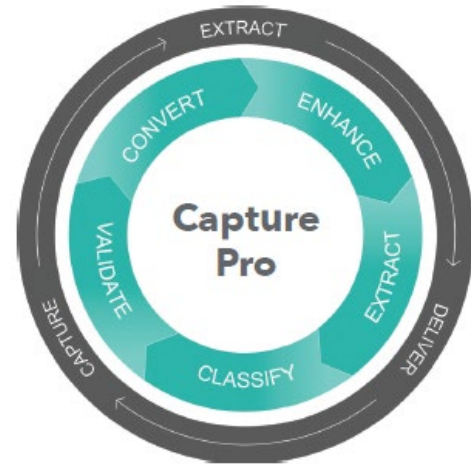 EXTRACT
CONVERT
ENHANCE
Capture
Pro
VALIDATE
EXTRACT
CAPTURE
DELIVER
CLASSIFY